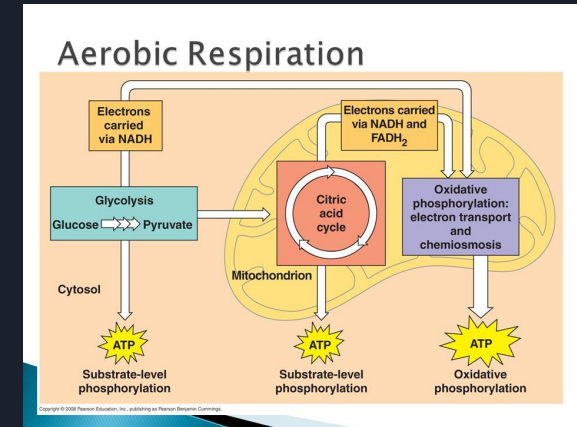 Aerobic Respiration
Electrons
carried
via NADH
Electrons carried
via NADH and
FADH₂
Glycolysis
Glucose Pyruvate
Citric
acid
cycle
Oxidative
phosphorylation:
electron transport
and
chemiosmosis
Mitochondrion
Cytosol
ATP
ATP
ATP
Substrate-level
phosphorylation
Substrate-level
phosphorylation
Oxidative
phosphorylation
Copyright © 2008 Pearson Education, Inc., publishing as Pearson Benjamin Cummings.